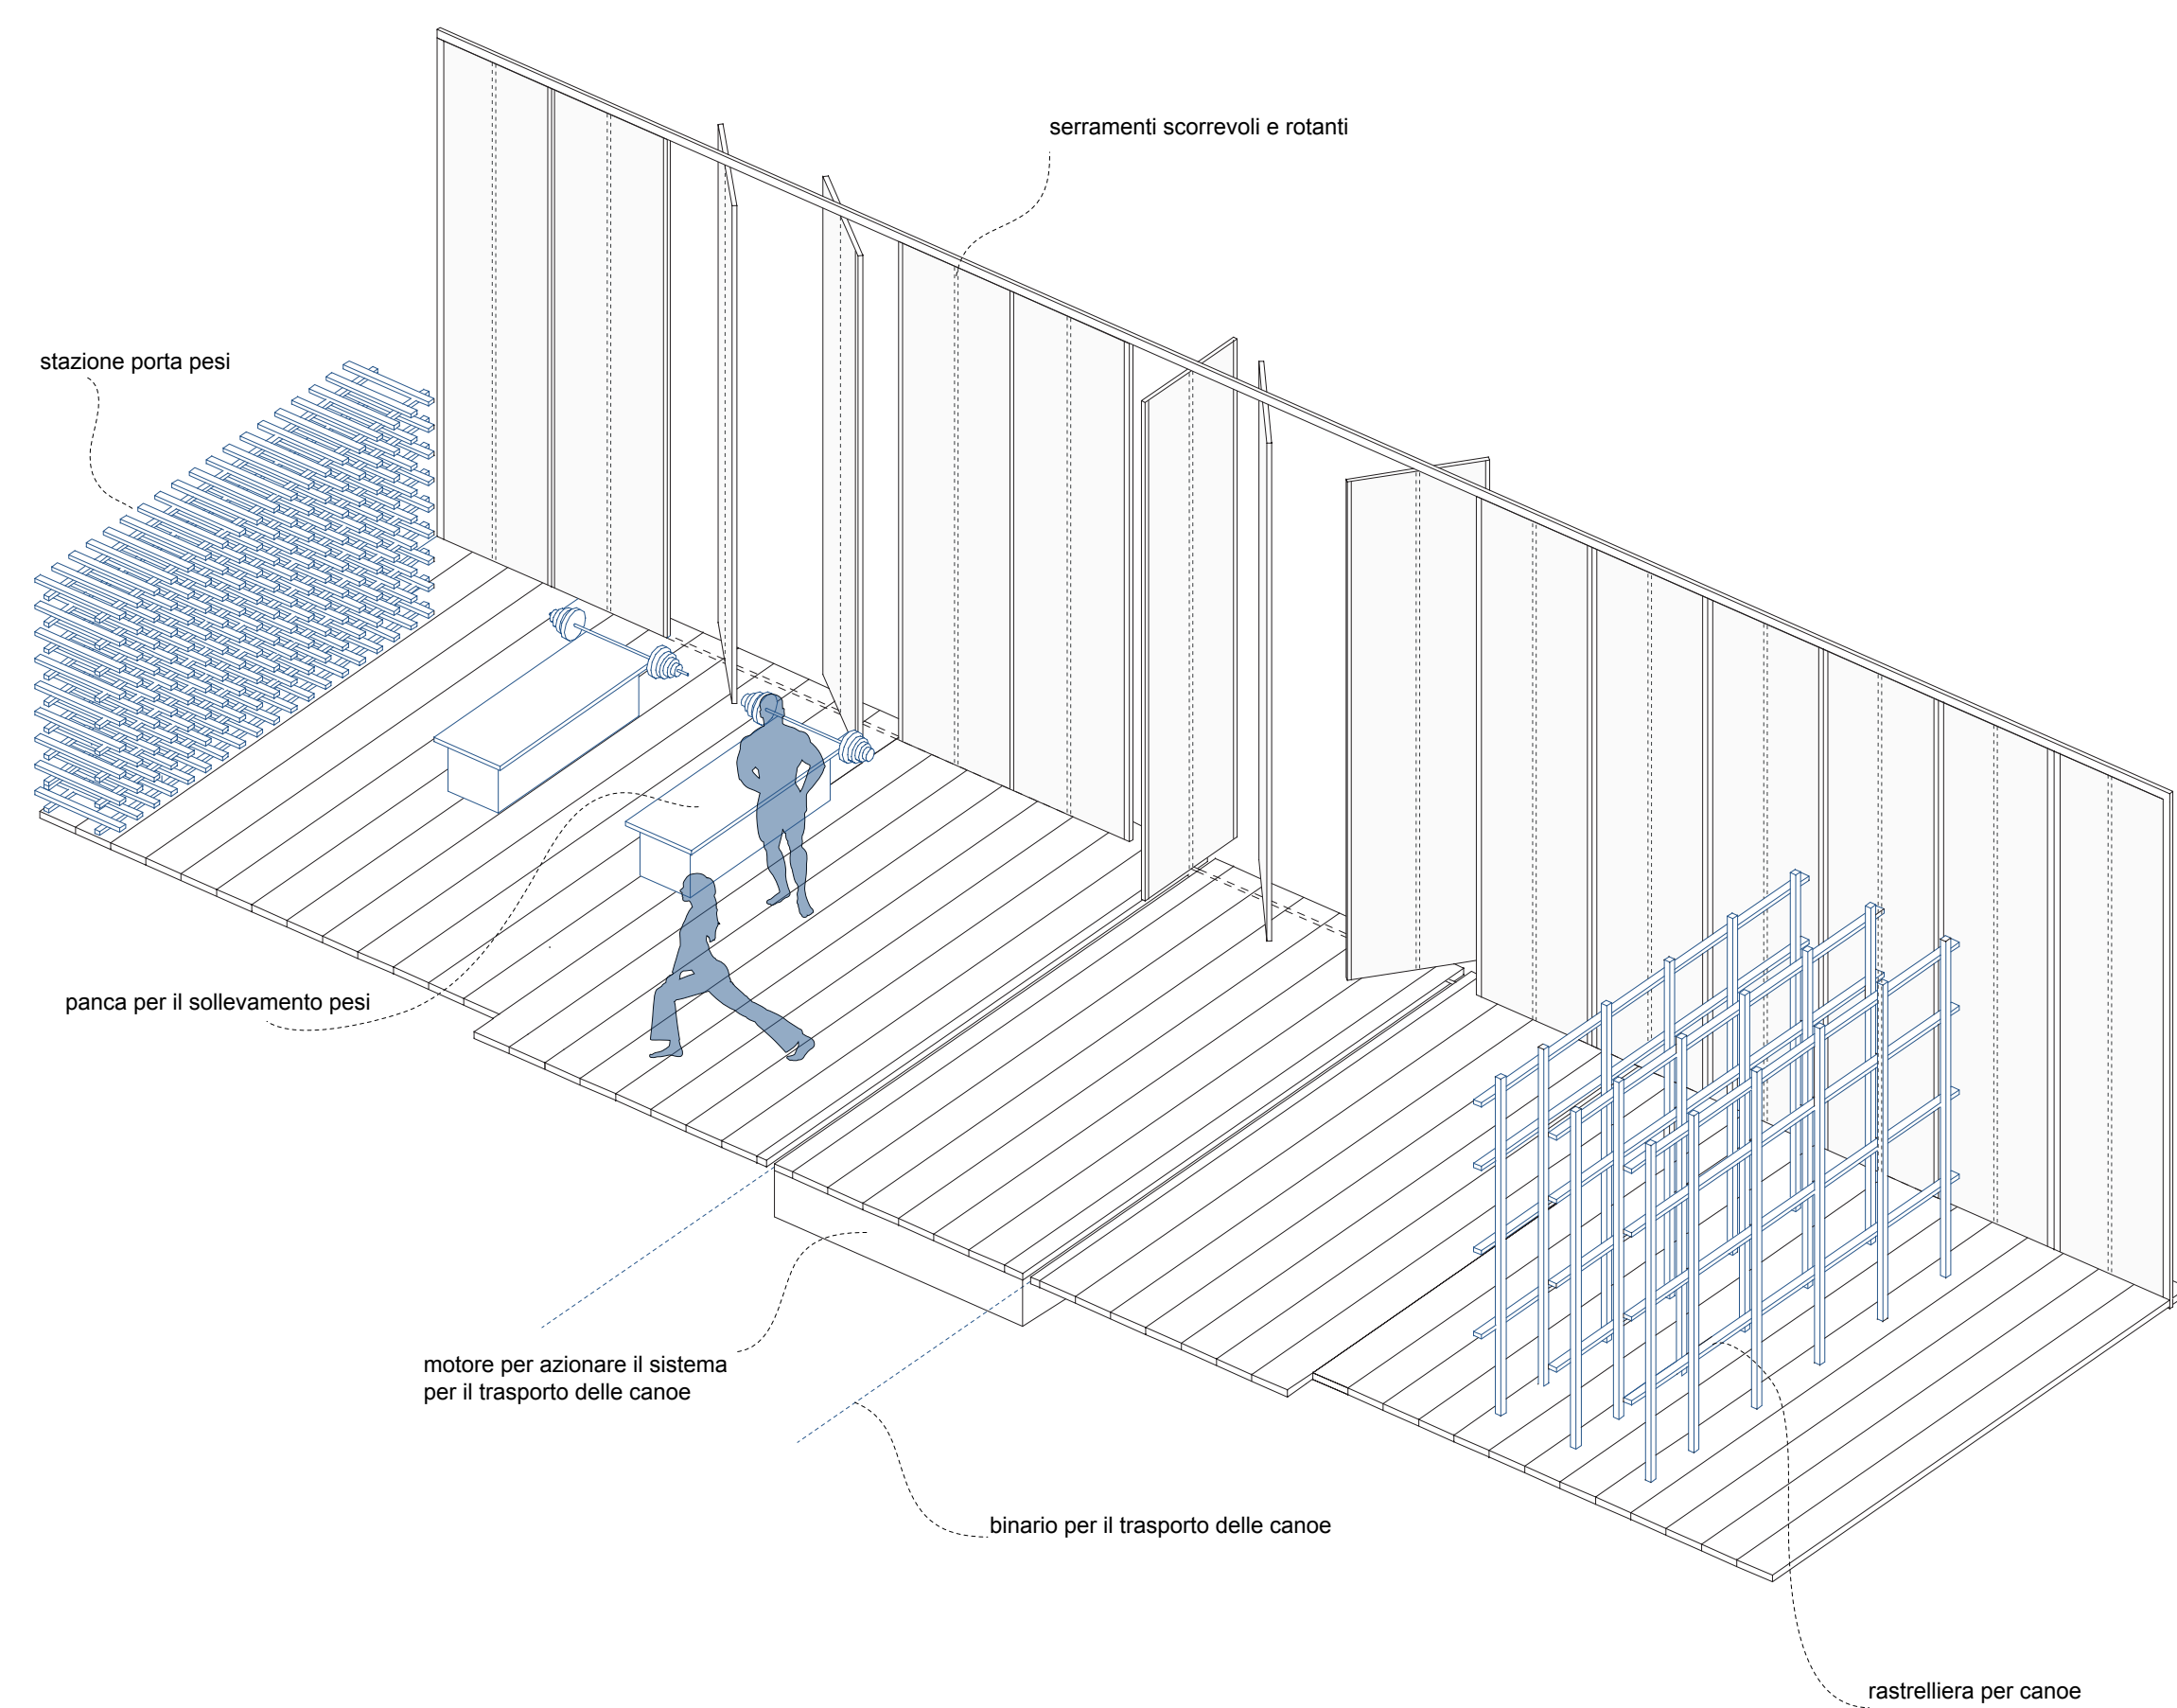 serramenti scorrevoli e rotanti
stazione porta pesi
panca per il sollevamento pesi
motore per azionare il sistema
per il trasporto delle canoe
binario per il trasporto delle canoe
rastrelliera per canoe